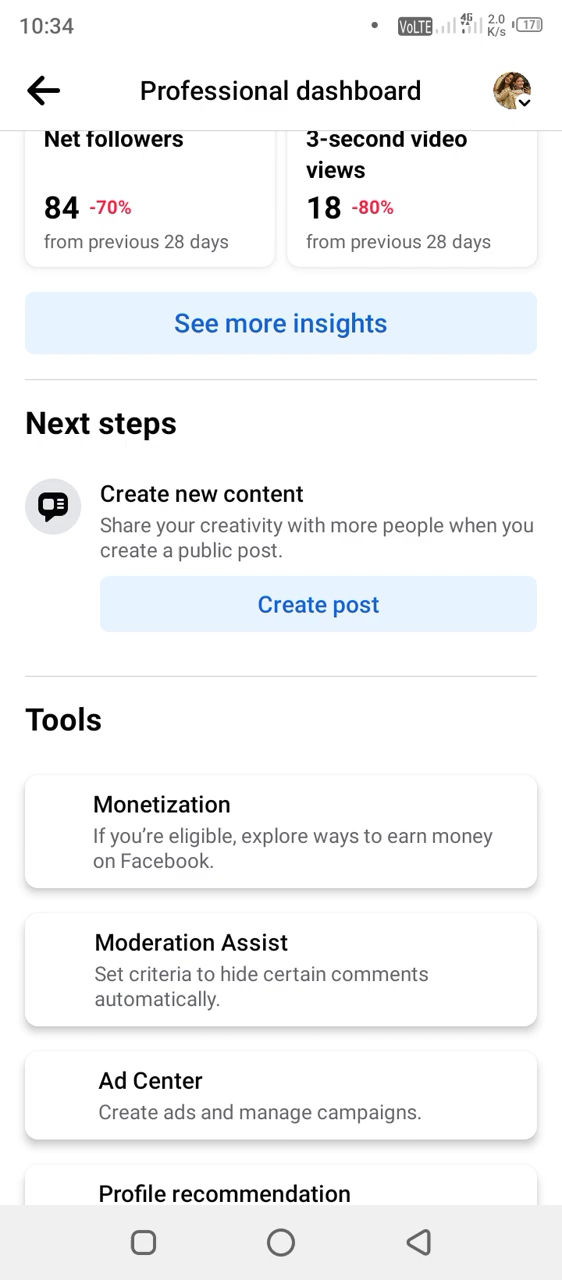 10:34
VoLTE 4G 2.0 K/s 17
Professional dashboard
Net followers
3-second video
views
84 -70%
18 -80%
from previous 28 days
from previous 28 days
See more insights
Next steps
Create new content
Share your creativity with more people when you
create a public post.
Create post
Tools
Monetization
If you’re eligible, explore ways to earn money
on Facebook.
Moderation Assist
Set criteria to hide certain comments
automatically.
Ad Center
Create ads and manage campaigns.
Profile recommendation